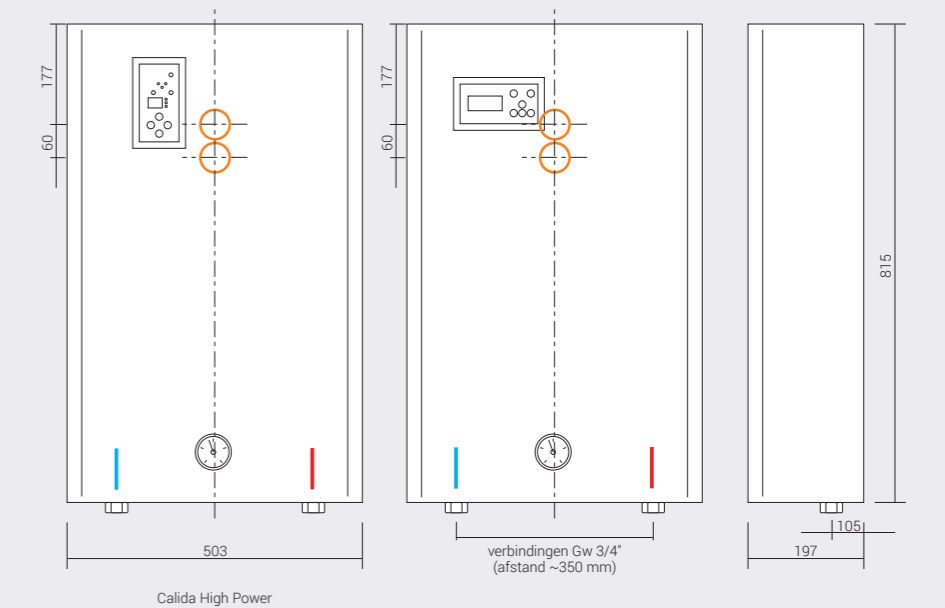 177
60
177
60
815
105
503
197
verbindingen Gw 3/4"
(afstand ~350 mm)
Calida High Power